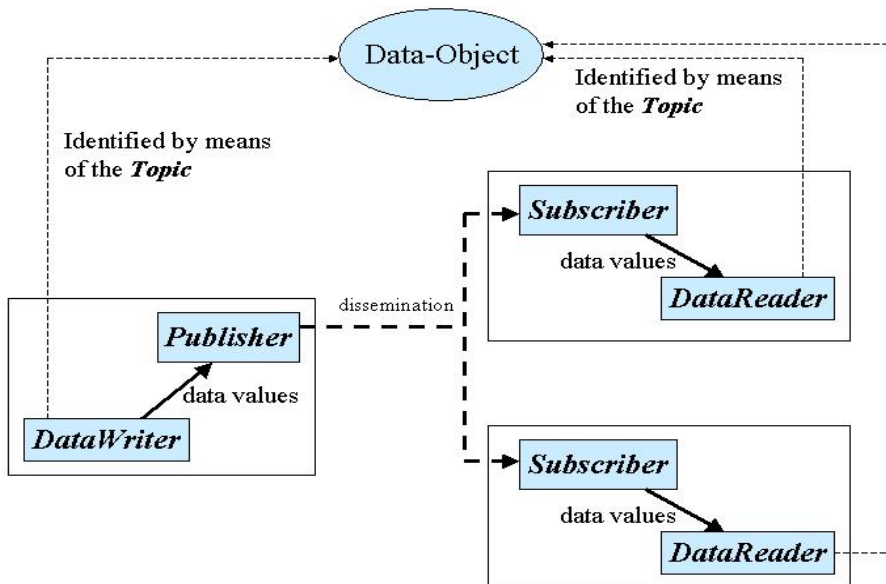 Data-Object
Identified by means
of the Topic
Identified by means
of the Topic
Subscriber
data values
DataReader
dissemination
Publisher
data values
DataWriter
Subscriber
data values
DataReader